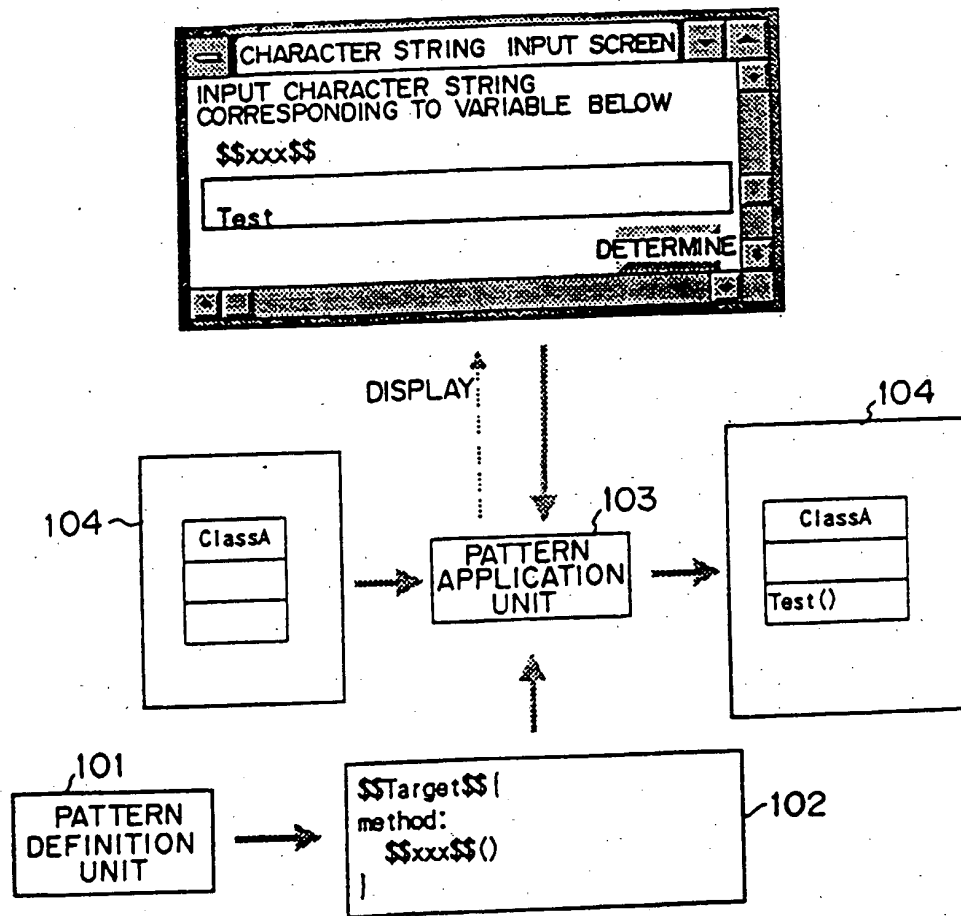 CHARACTER STRING INPUT SCREEN
INPUT CHARACTER STRING
CORRESPONDING TO VARIABLE BELOW
$$xxx$$
Test
DETERMINE
DISPLAY
104
ClassA
103
PATTERN
APPLICATION
UNIT
104
ClassA
Test()
101
PATTERN
DEFINITION
UNIT
$$Target$${
method:
$$xxx$$()
}
102